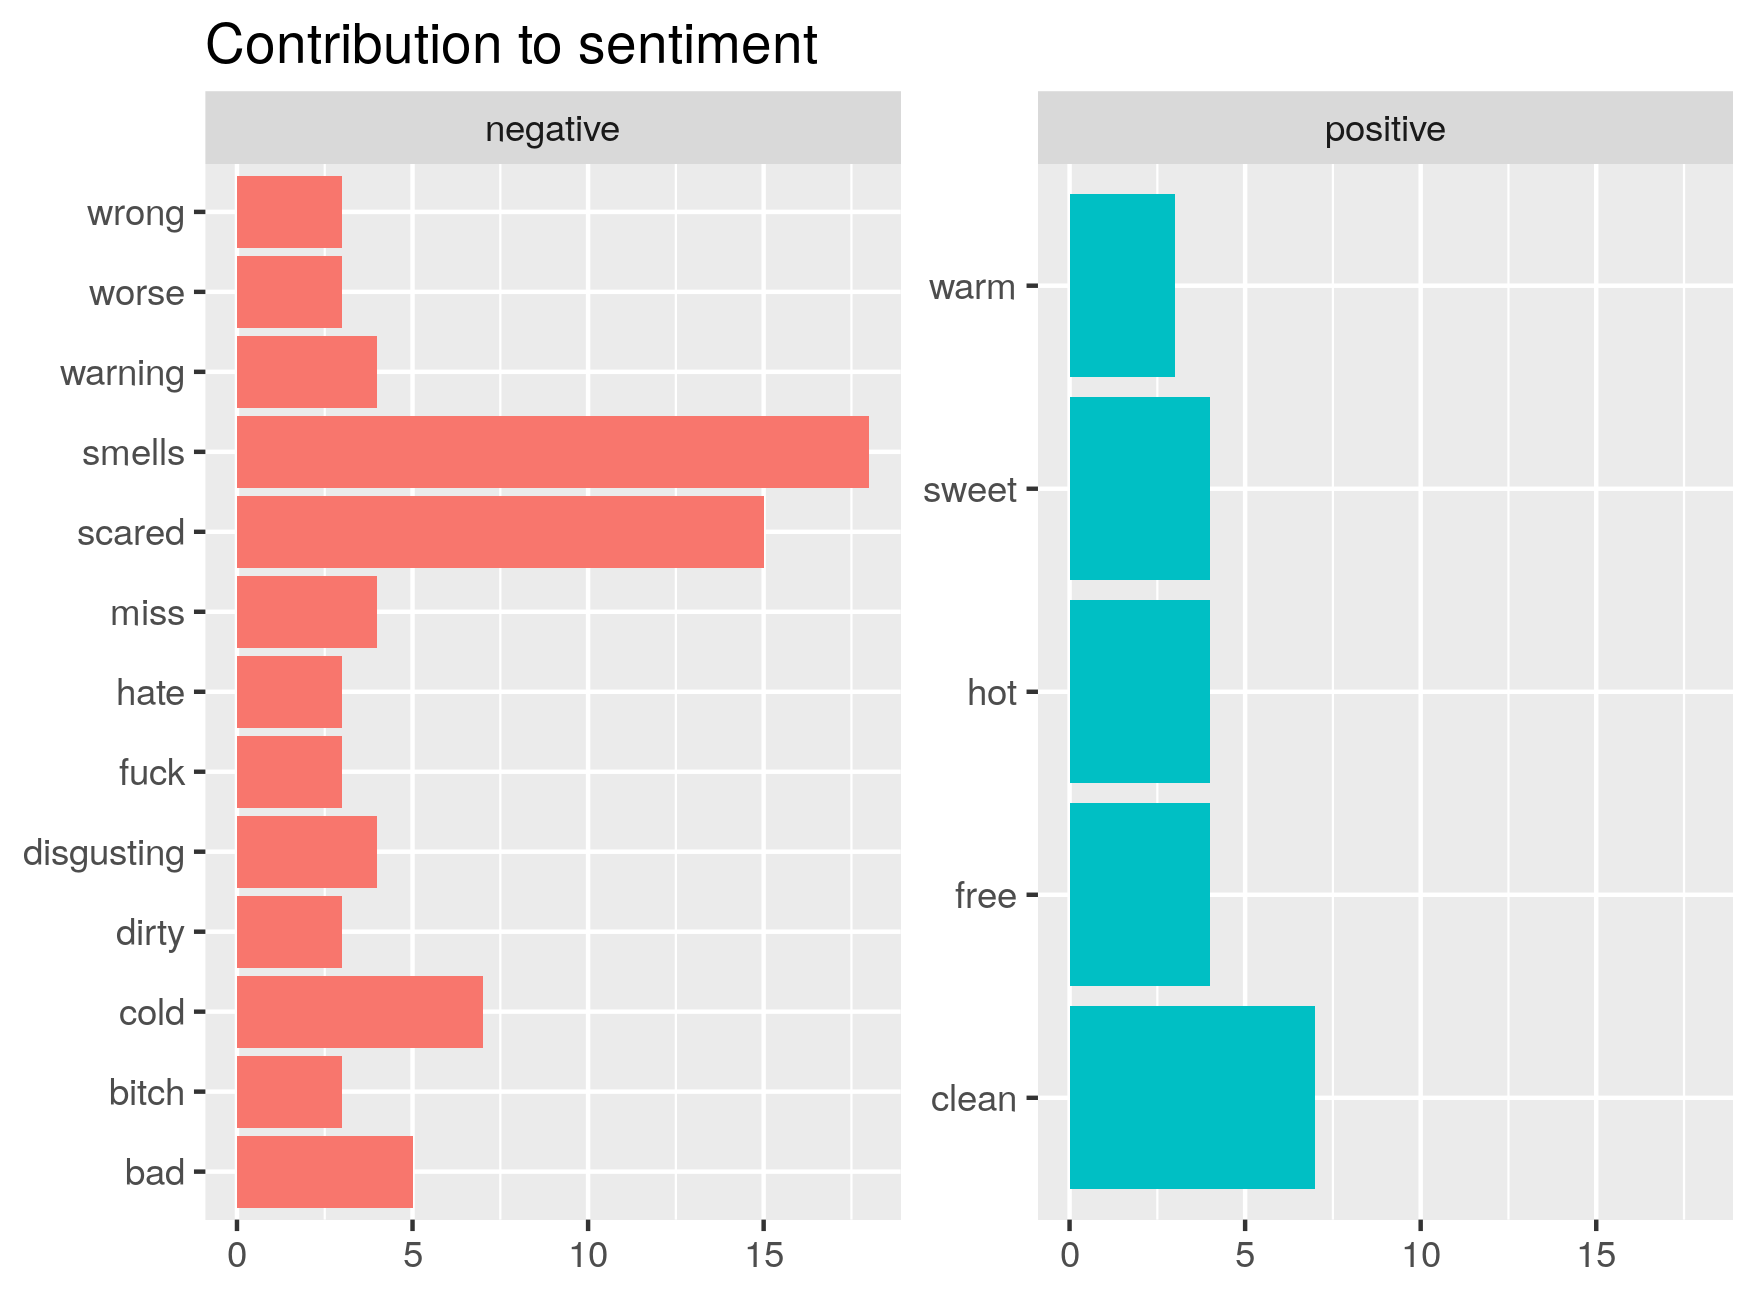 Contribution to sentiment
negative
wrong
worse
warning
smells
scared
miss
hate
fuck
disgusting
dirty
cold
bitch
bad
0 5 10 15
positive
warm
sweet
hot
free
clean
0 5 10 15